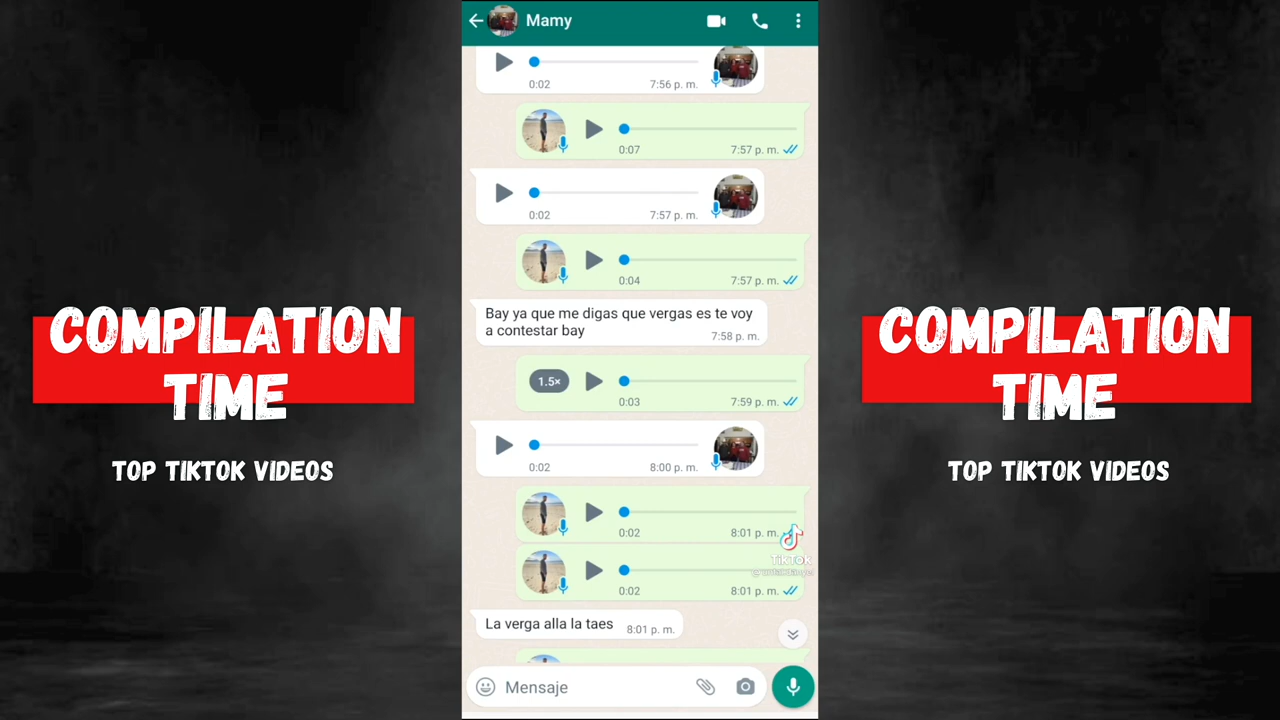 COMPILATION
TIME
TOP TIKTOK VIDEOS
Mamy
0:02 7:56 p. m.
0:07 7:57 p. m.
0:02 7:57 p. m.
0:04 7:57 p. m.
Bay ya que me digas que vergas es te voy
a contestar bay
7:58 p. m.
1.5×
0:03 7:59 p. m.
0:02 8:00 p. m.
0:02 8:01 p. m.
TikTok
0:02 8:01 p. m.
La verga alla la taes 8:01 p. m.
Mensaje
COMPILATION
TIME
TOP TIKTOK VIDEOS